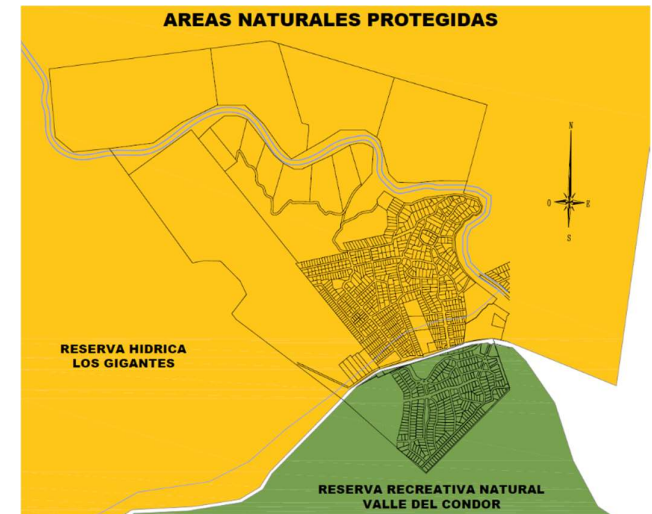 AREAS NATURALES PROTEGIDAS
N
O E
S
RESERVA HIDRICA
LOS GIGANTES
RESERVA RECREATIVA NATURAL
VALLE DEL CONDOR